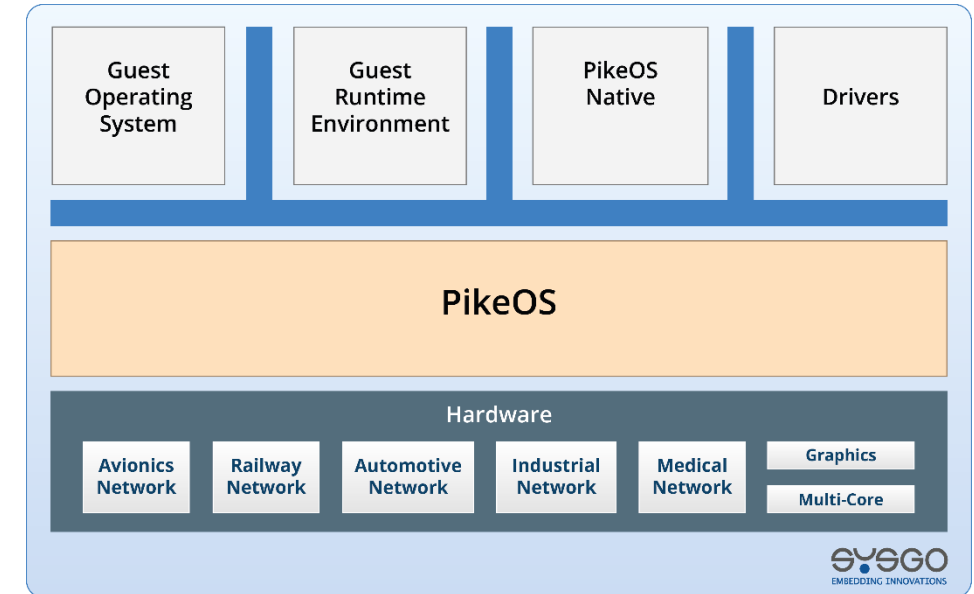 Guest
Operating
System
Guest
Runtime
Environment
PikeOS
Native
Drivers
PikeOS
Hardware
Avionics
Network
Railway
Network
Automotive
Network
Industrial
Network
Medical
Network
Graphics
Multi-Core
SYSGO
EMBEDDING INNOVATIONS